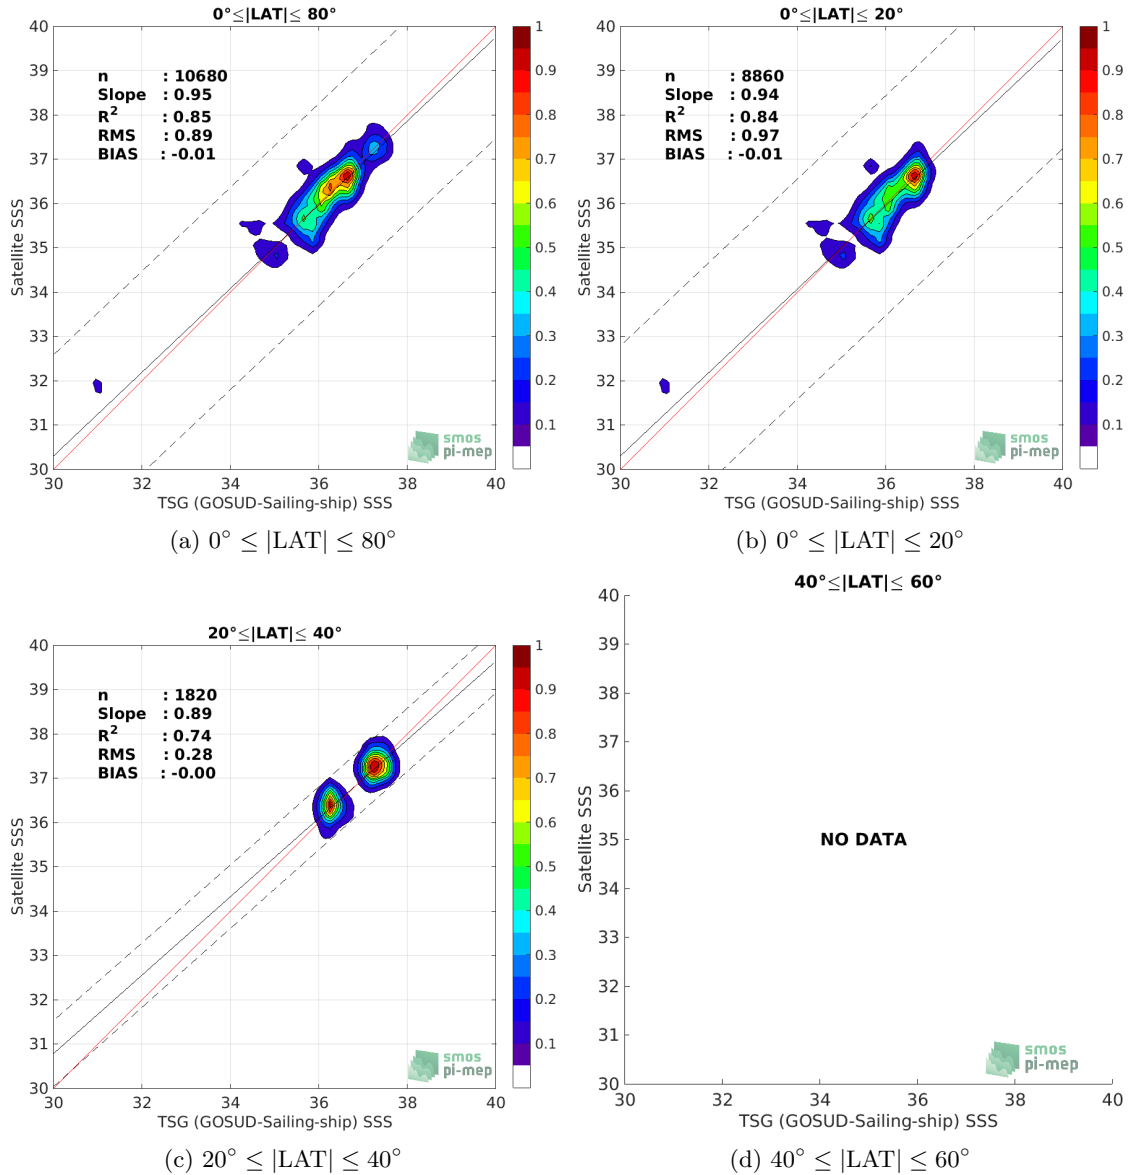 0°≤|LAT|≤ 80°
40
39
38
37
36
35
34
33
32
31
30
30 32 34 36 38 40
Satellite SSS
TSG (GOSUD-Sailing-ship) SSS
n : 10680
Slope : 0.95
R² : 0.85
RMS : 0.89
BIAS : -0.01
1
0.9
0.8
0.7
0.6
0.5
0.4
0.3
0.2
0.1
smos
pi-mep
(a) 0° ≤ |LAT| ≤ 80°
0°≤|LAT|≤ 20°
40
39
38
37
36
35
34
33
32
31
30
30 32 34 36 38 40
Satellite SSS
TSG (GOSUD-Sailing-ship) SSS
n : 8860
Slope : 0.94
R² : 0.84
RMS : 0.97
BIAS : -0.01
1
0.9
0.8
0.7
0.6
0.5
0.4
0.3
0.2
0.1
smos
pi-mep
(b) 0° ≤ |LAT| ≤ 20°
20°≤|LAT|≤ 40°
40
39
38
37
36
35
34
33
32
31
30
30 32 34 36 38 40
Satellite SSS
TSG (GOSUD-Sailing-ship) SSS
n : 1820
Slope : 0.89
R² : 0.74
RMS : 0.28
BIAS : -0.00
1
0.9
0.8
0.7
0.6
0.5
0.4
0.3
0.2
0.1
smos
pi-mep
(c) 20° ≤ |LAT| ≤ 40°
40°≤|LAT|≤ 60°
40
39
38
37
36
35
34
33
32
31
30
30 32 34 36 38 40
Satellite SSS
TSG (GOSUD-Sailing-ship) SSS
NO DATA
smos
pi-mep
(d) 40° ≤ |LAT| ≤ 60°